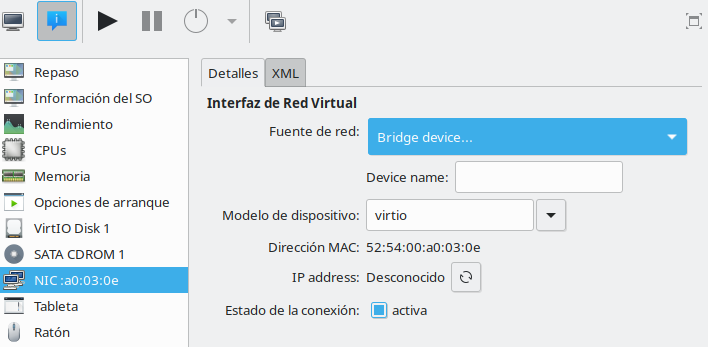 Repaso
Información del SO
Rendimiento
CPUs
Memoria
Opciones de arranque
VirtIO Disk 1
SATA CDROM 1
NIC :a0:03:0e
Tableta
Ratón
Detalles
XML
Interfaz de Red Virtual
Fuente de red: Bridge device...
Device name:
Modelo de dispositivo: virtio
Dirección MAC: 52:54:00:a0:03:0e
IP address: Desconocido
Estado de la conexión: activa